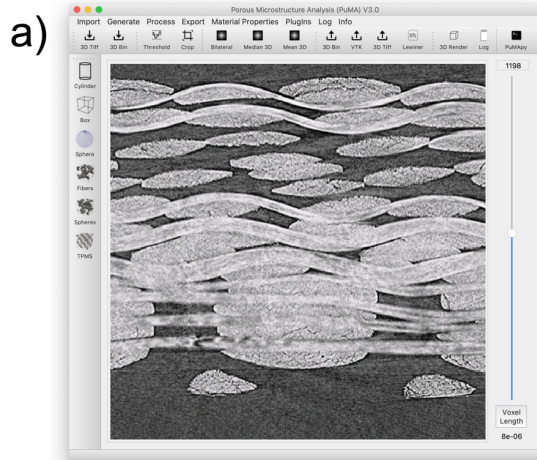 a)
Porous Microstructure Analysis (PuMA) V3.0
Import Generate Process Export Material Properties Plugins Log Info
3D Tiff 3D Bin Threshold Crop Bilateral Median 3D Mean 3D 3D Bin VTK 3D Tiff Lewiner 3D Render Log PuMApy
1198
Cylinder
Box
Sphere
Fibers
Spheres
TPMS
Voxel
Length
8e-06